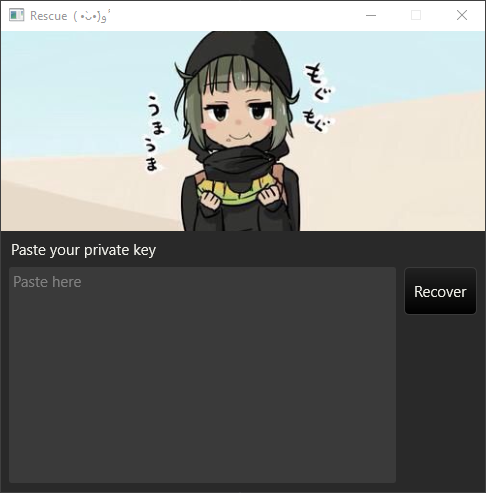 Rescue ( •̀ᴗ•́)و ̑̑
もぐ
もぐ
うま
うま
Paste your private key
Paste here
Recover